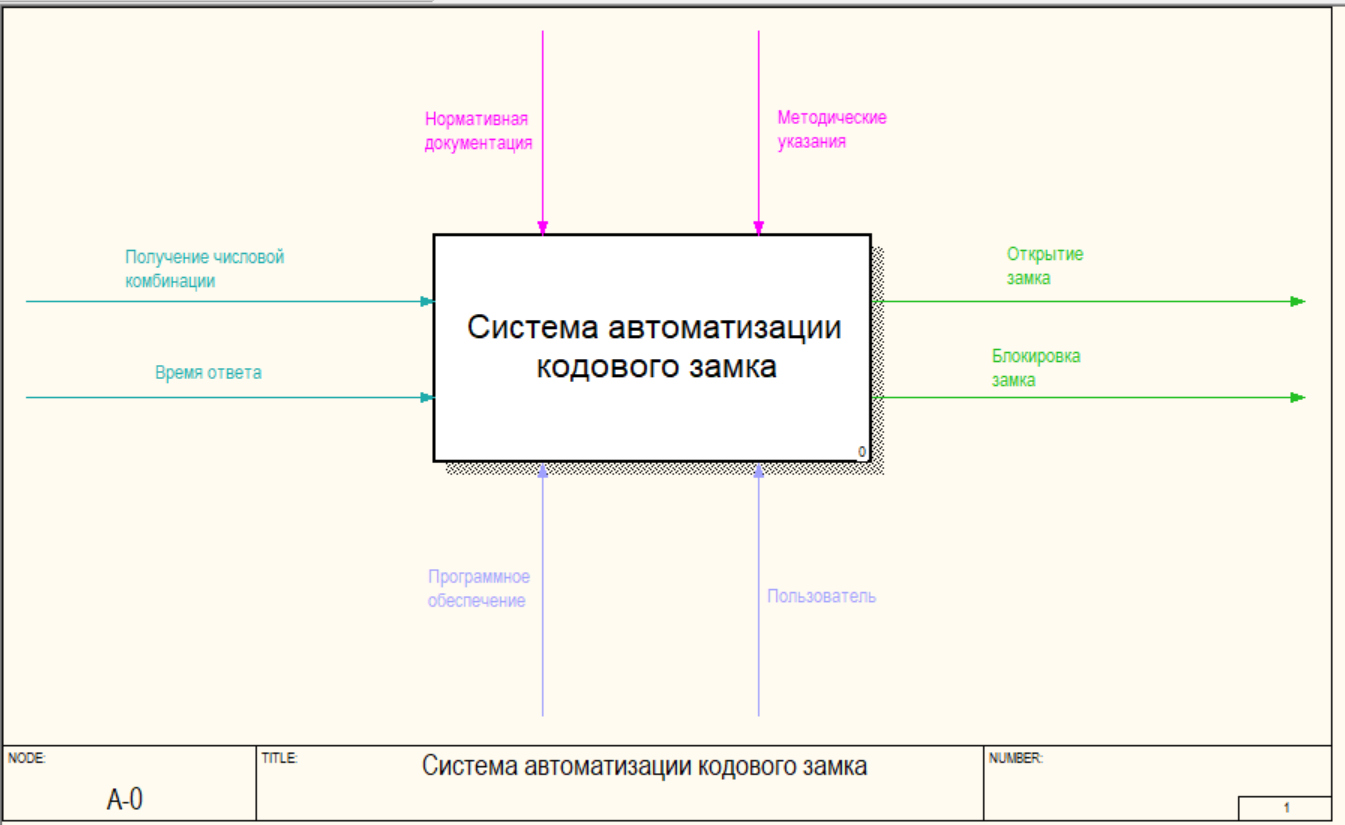 Нормативная
документация
Методические
указания
Получение числовой
комбинации
Открытие
замка
Система автоматизации
кодового замка
Время ответа
Блокировка
замка
0
Программное
обеспечение
Пользователь
NODE:
TITLE:
Система автоматизации кодового замка
NUMBER:
A-0
1